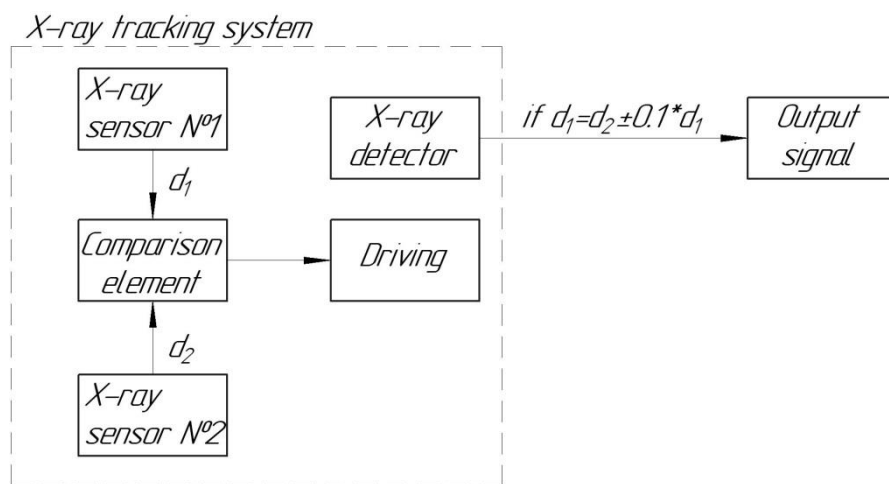 X-ray tracking system
X-ray
sensor №1
X-ray
detector
if d₁=d₂±0.1*d₁
Output
signal
d₁
Comparison
element
Driving
d₂
X-ray
sensor №2